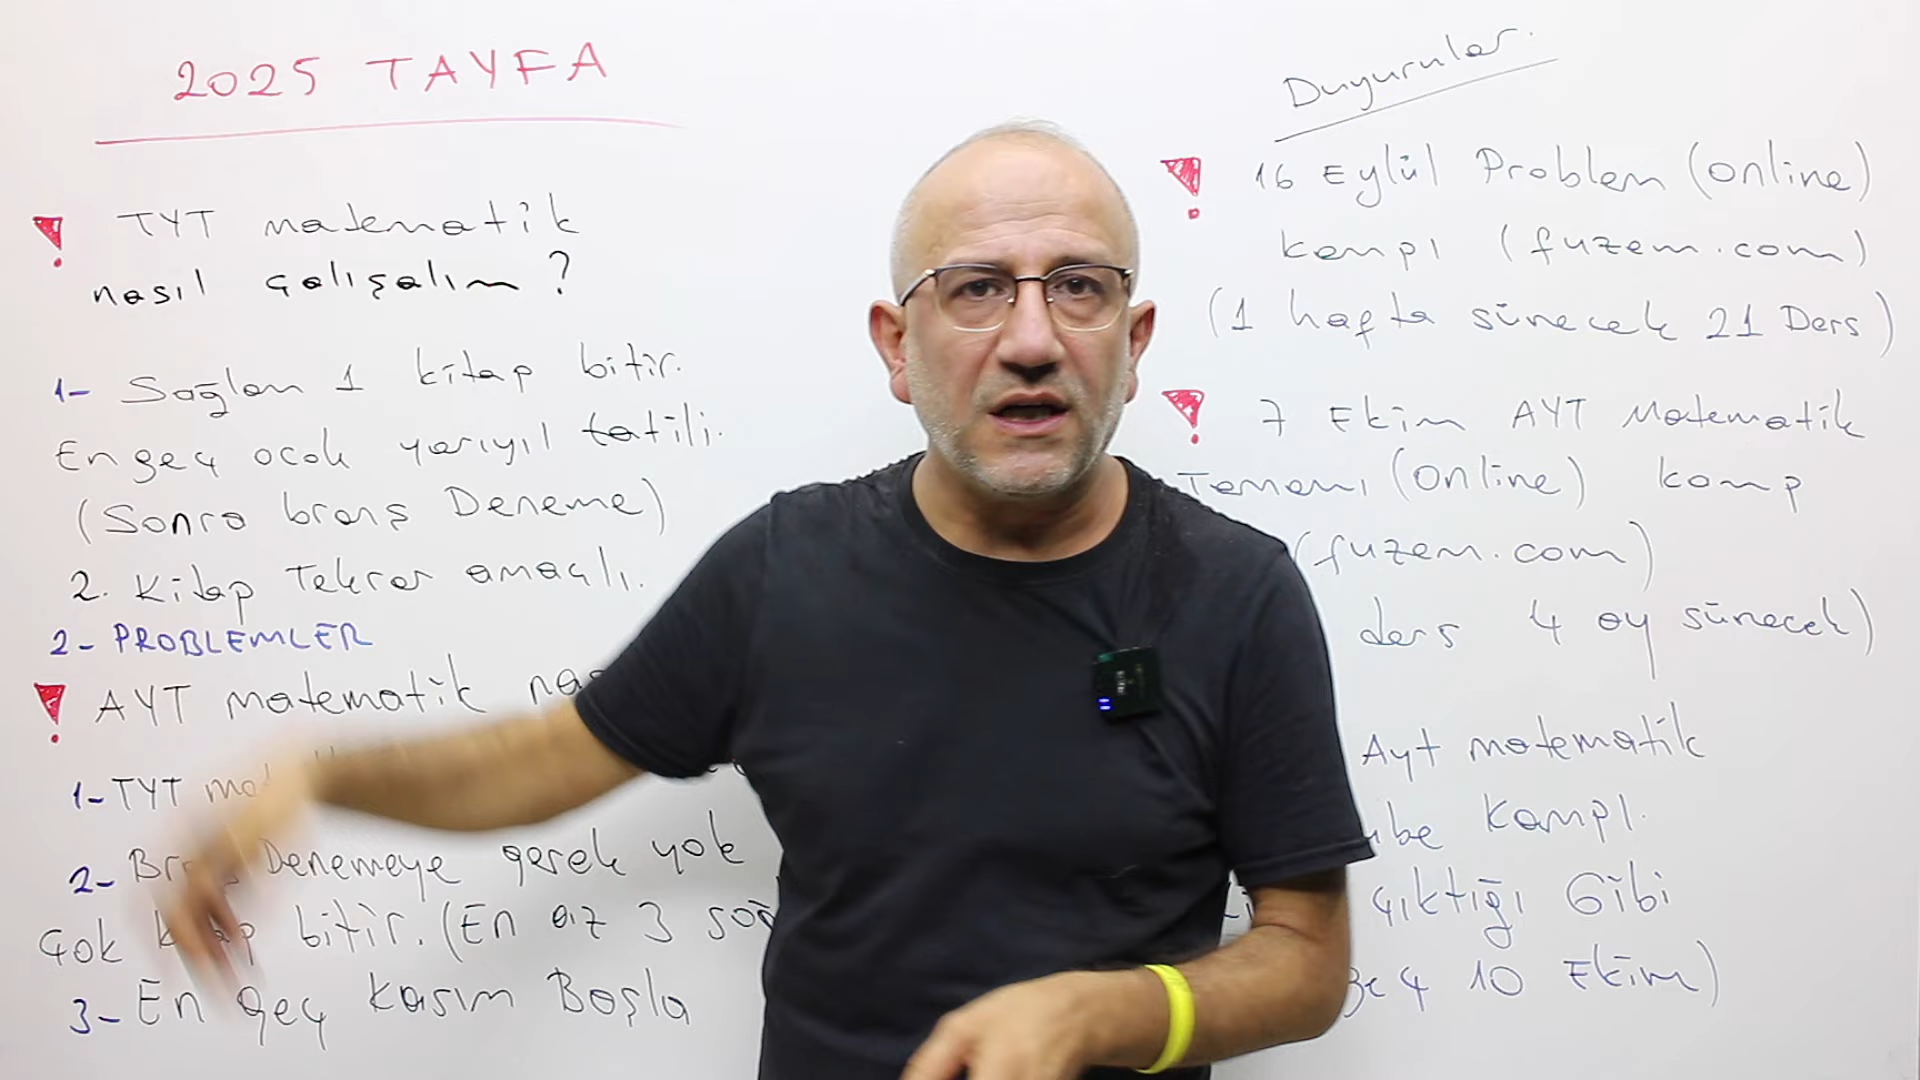 2025 TAYFA
TYT matematik
nasıl çalışalım?
1- Sağlam 1 kitap bitir.
En geç ocak yarıyıl tatili.
(Sonra branş Deneme)
2. Kitap Tekrar amaçlı.
2- PROBLEMLER
AYT matematik
1- TYT
2- Denemeye gerek yok
Çok kitap bitir. (En az 3
3- En geç Kasım Başla
Duyurular.
16 Eylül Problem (online)
kampı (fuzem.com)
(1 hafta sürecek 21 Ders)
7 Ekim AYT Matematik
Tamamı (online) kamp
(fuzem.com)
ders 4 ay sürecek)
Ayt matematik
Kampı.
Çıktığı Gibi
10 Ekim)